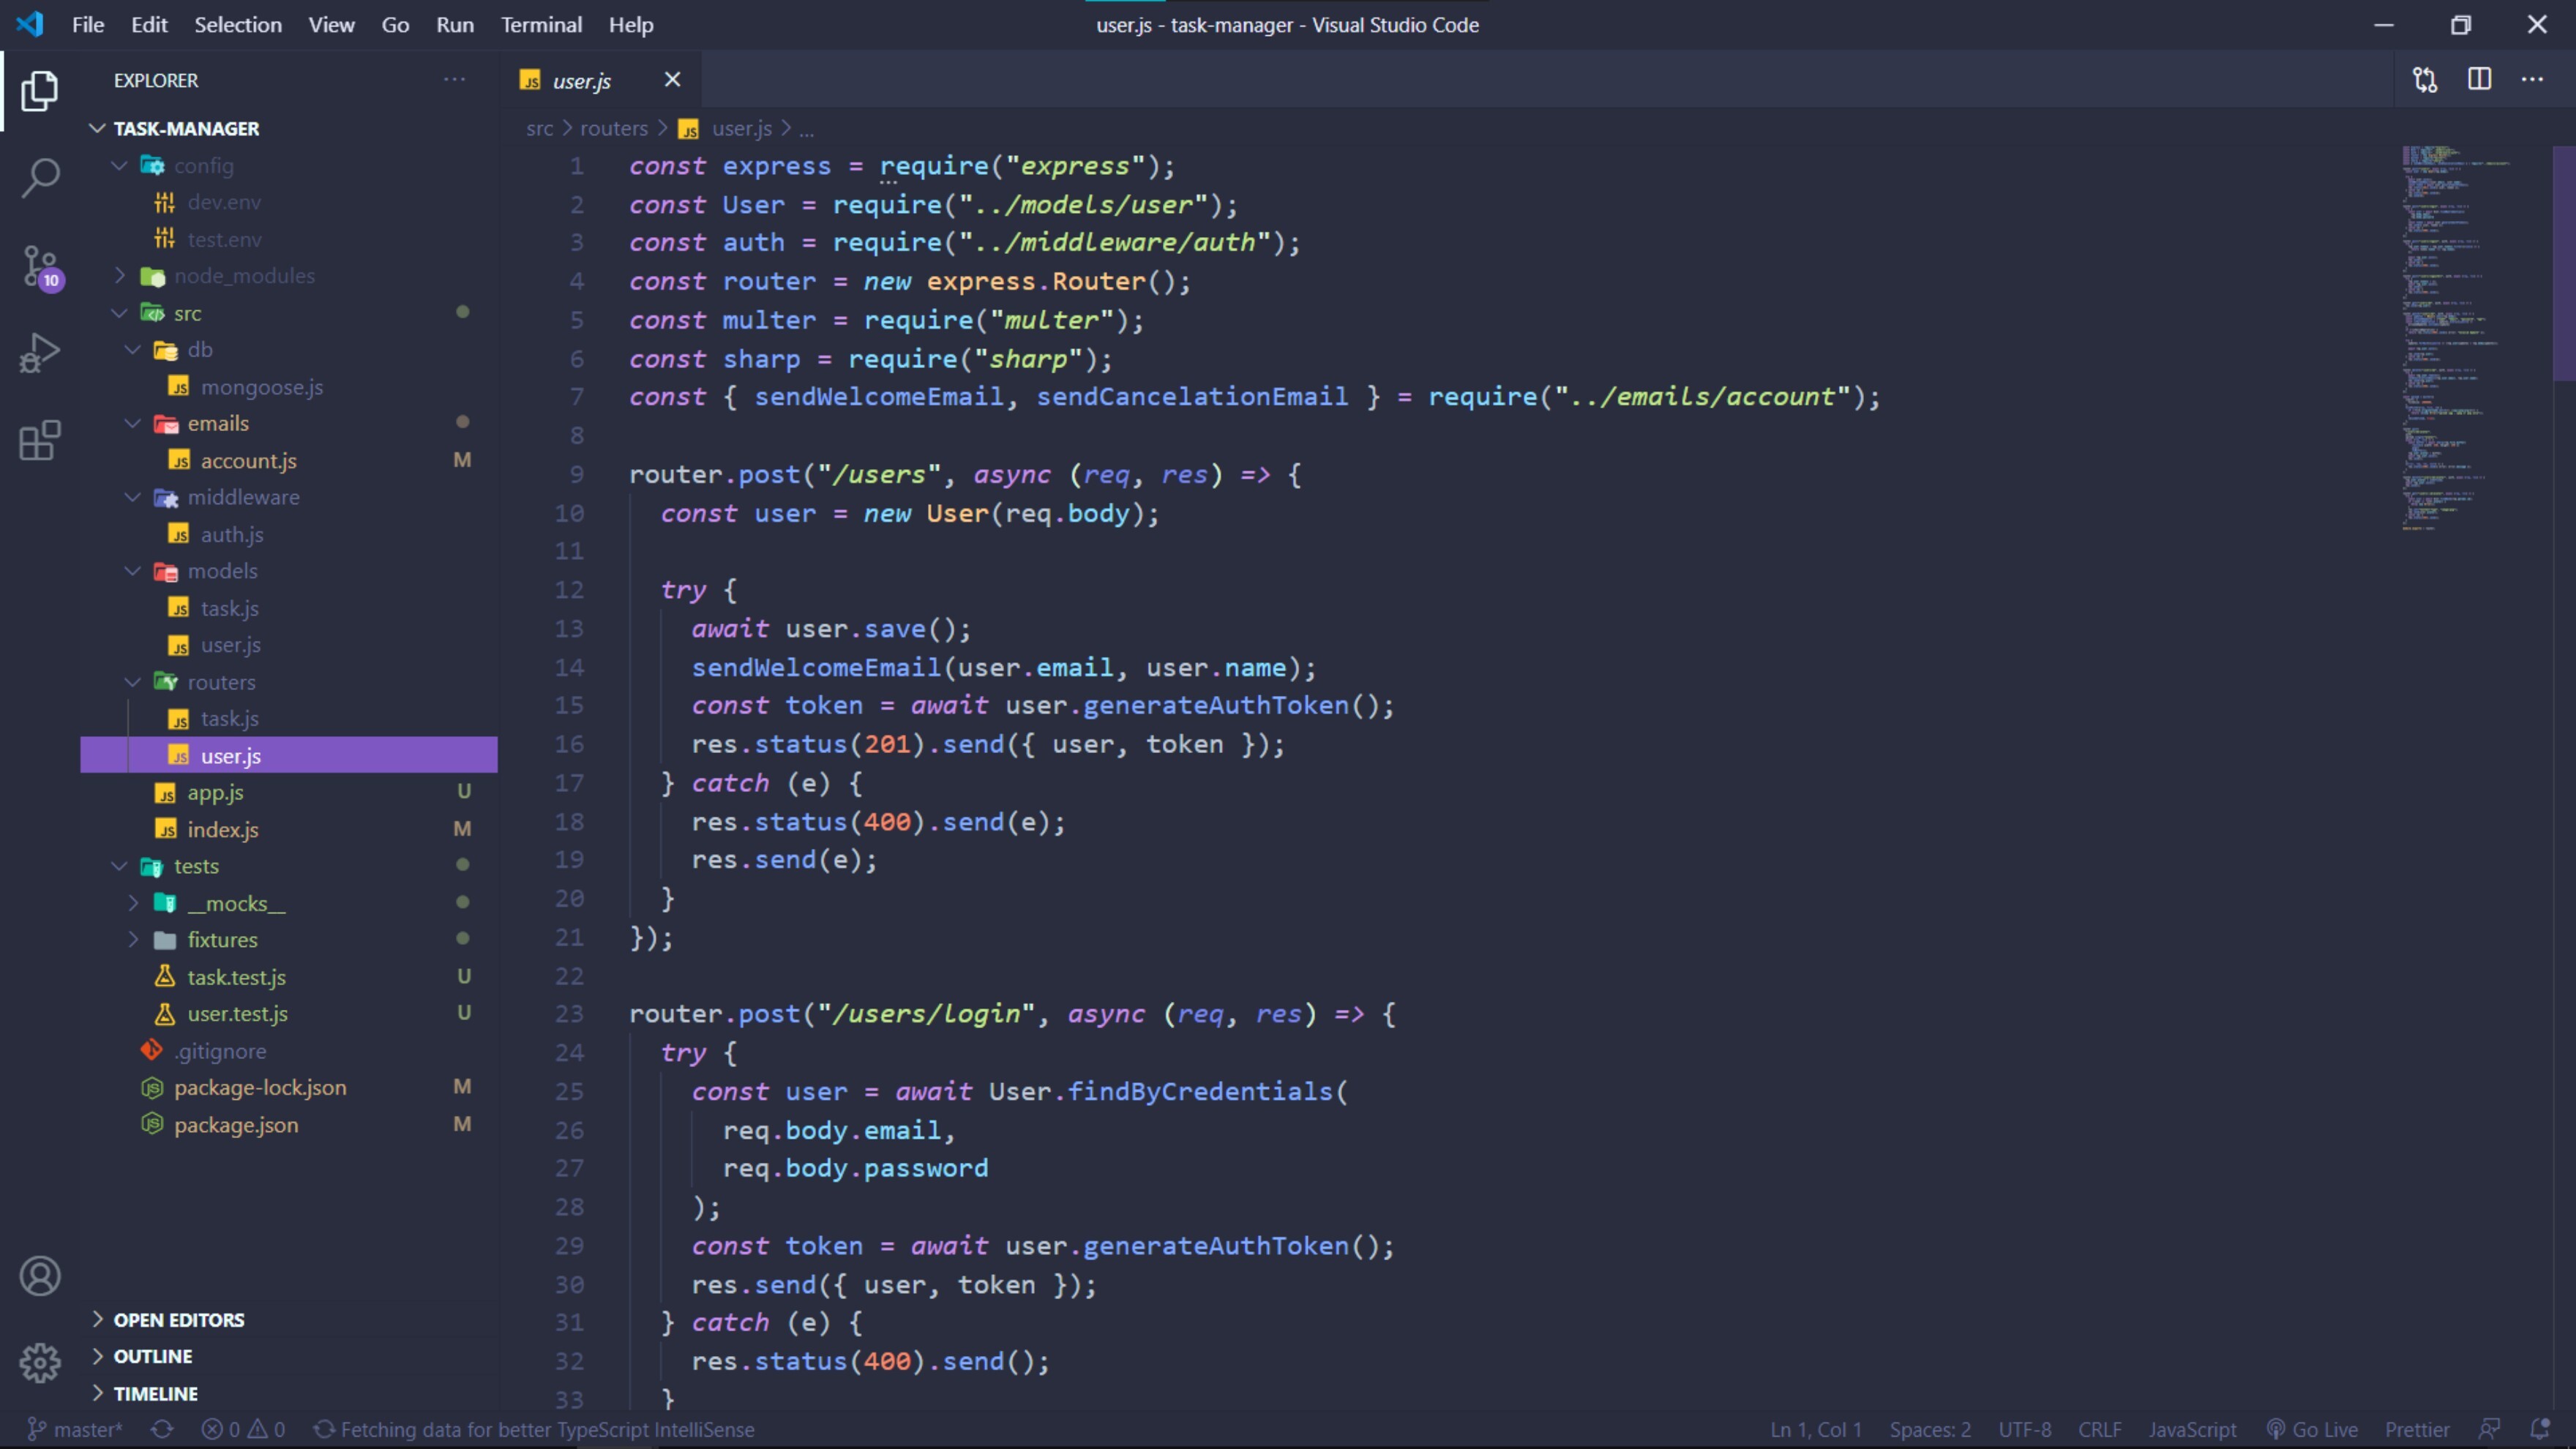 File Edit Selection View Go Run Terminal Help
user.js - task-manager - Visual Studio Code
EXPLORER
TASK-MANAGER
config
dev.env
test.env
node_modules
src
db
mongoose.js
emails
account.js M
middleware
auth.js
models
task.js
user.js
routers
task.js
user.js
app.js U
index.js M
tests
__mocks__
fixtures
task.test.js U
user.test.js U
.gitignore
package-lock.json M
package.json M
OPEN EDITORS
OUTLINE
TIMELINE
10
JS user.js
src > routers > JS user.js > ...
1 const express = require("express");
2 const User = require("../models/user");
3 const auth = require("../middleware/auth");
4 const router = new express.Router();
5 const multer = require("multer");
6 const sharp = require("sharp");
7 const { sendWelcomeEmail, sendCancelationEmail } = require("../emails/account");
8
9 router.post("/users", async (req, res) => {
10 const user = new User(req.body);
11
12 try {
13 await user.save();
14 sendWelcomeEmail(user.email, user.name);
15 const token = await user.generateAuthToken();
16 res.status(201).send({ user, token });
17 } catch (e) {
18 res.status(400).send(e);
19 res.send(e);
20 }
21 });
22
23 router.post("/users/login", async (req, res) => {
24 try {
25 const user = await User.findByCredentials(
26 req.body.email,
27 req.body.password
28 );
29 const token = await user.generateAuthToken();
30 res.send({ user, token });
31 } catch (e) {
32 res.status(400).send();
33 }
master* 0 0 Fetching data for better TypeScript IntelliSense
Ln 1, Col 1 Spaces: 2 UTF-8 CRLF JavaScript Go Live Prettier